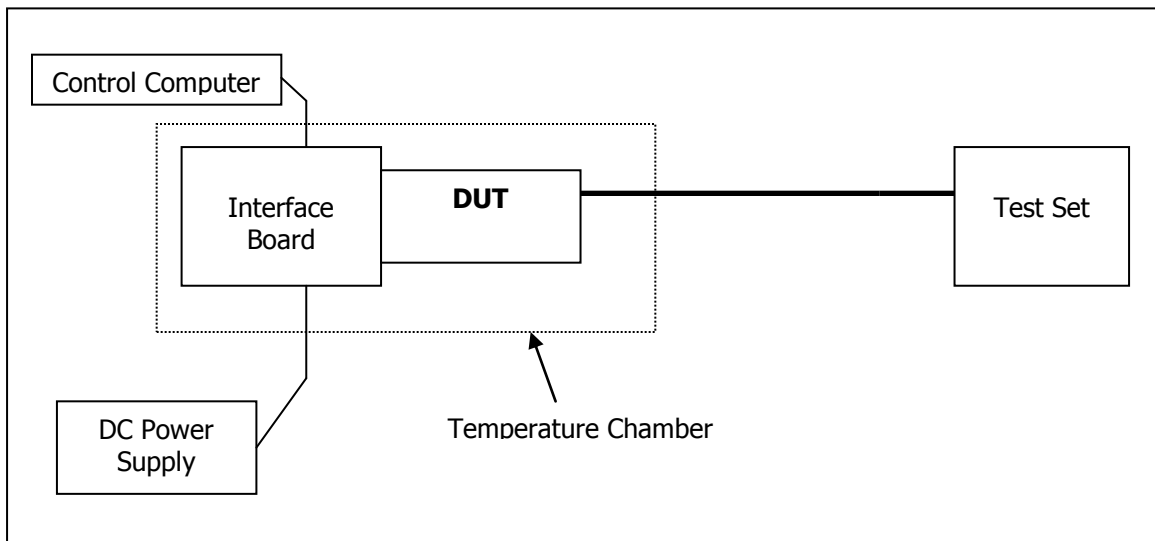 Control Computer
Interface
Board
DUT
Test Set
DC Power
Supply
Temperature Chamber